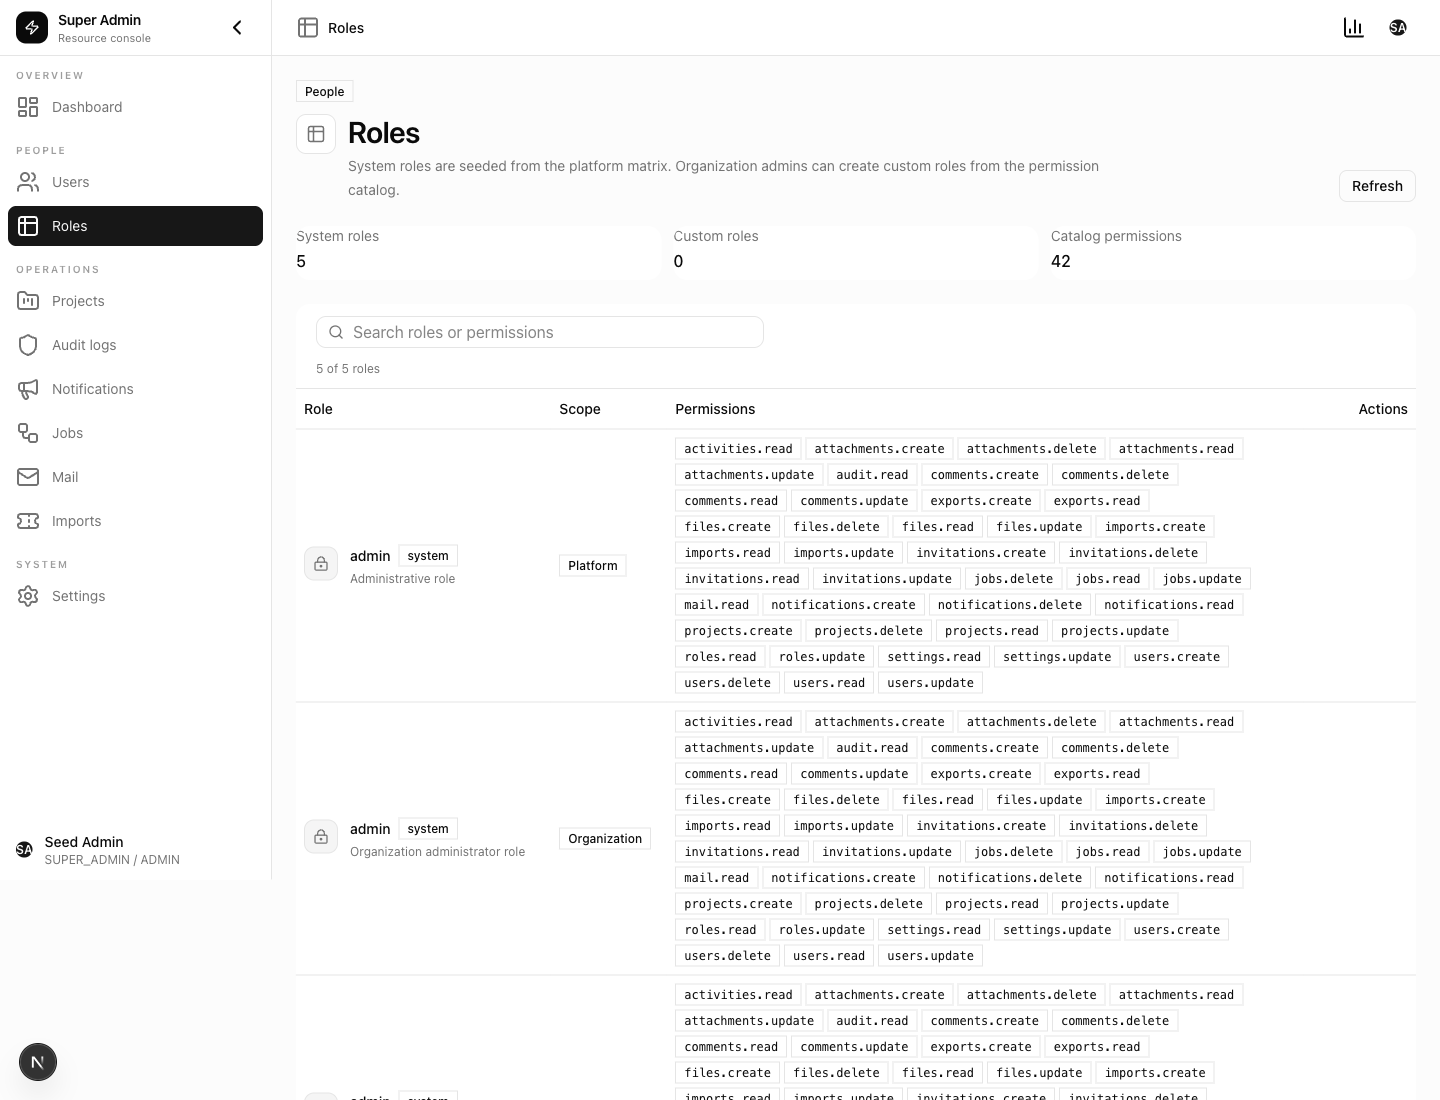 Super Admin
Resource console
OVERVIEW
Dashboard
PEOPLE
Users
Roles
OPERATIONS
Projects
Audit logs
Notifications
Jobs
Mail
Imports
SYSTEM
Settings
SA
Seed Admin
SUPER_ADMIN / ADMIN
N
Roles
SA
People
Roles
System roles are seeded from the platform matrix. Organization admins can create custom roles from the permission
catalog.
Refresh
System roles
5
Custom roles
0
Catalog permissions
42
Search roles or permissions
5 of 5 roles
Role Scope Permissions Actions
admin system
Administrative role
Platform
activities.read attachments.create attachments.delete attachments.read
attachments.update audit.read comments.create comments.delete
comments.read comments.update exports.create exports.read
files.create files.delete files.read files.update imports.create
imports.read imports.update invitations.create invitations.delete
invitations.read invitations.update jobs.delete jobs.read jobs.update
mail.read notifications.create notifications.delete notifications.read
projects.create projects.delete projects.read projects.update
roles.read roles.update settings.read settings.update users.create
users.delete users.read users.update
admin system
Organization administrator role
Organization
activities.read attachments.create attachments.delete attachments.read
attachments.update audit.read comments.create comments.delete
comments.read comments.update exports.create exports.read
files.create files.delete files.read files.update imports.create
imports.read imports.update invitations.create invitations.delete
invitations.read invitations.update jobs.delete jobs.read jobs.update
mail.read notifications.create notifications.delete notifications.read
projects.create projects.delete projects.read projects.update
roles.read roles.update settings.read settings.update users.create
users.delete users.read users.update
activities.read attachments.create attachments.delete attachments.read
attachments.update audit.read comments.create comments.delete
comments.read comments.update exports.create exports.read
files.create files.delete files.read files.update imports.create
admin system
imports.read imports.update invitations.create invitations.delete